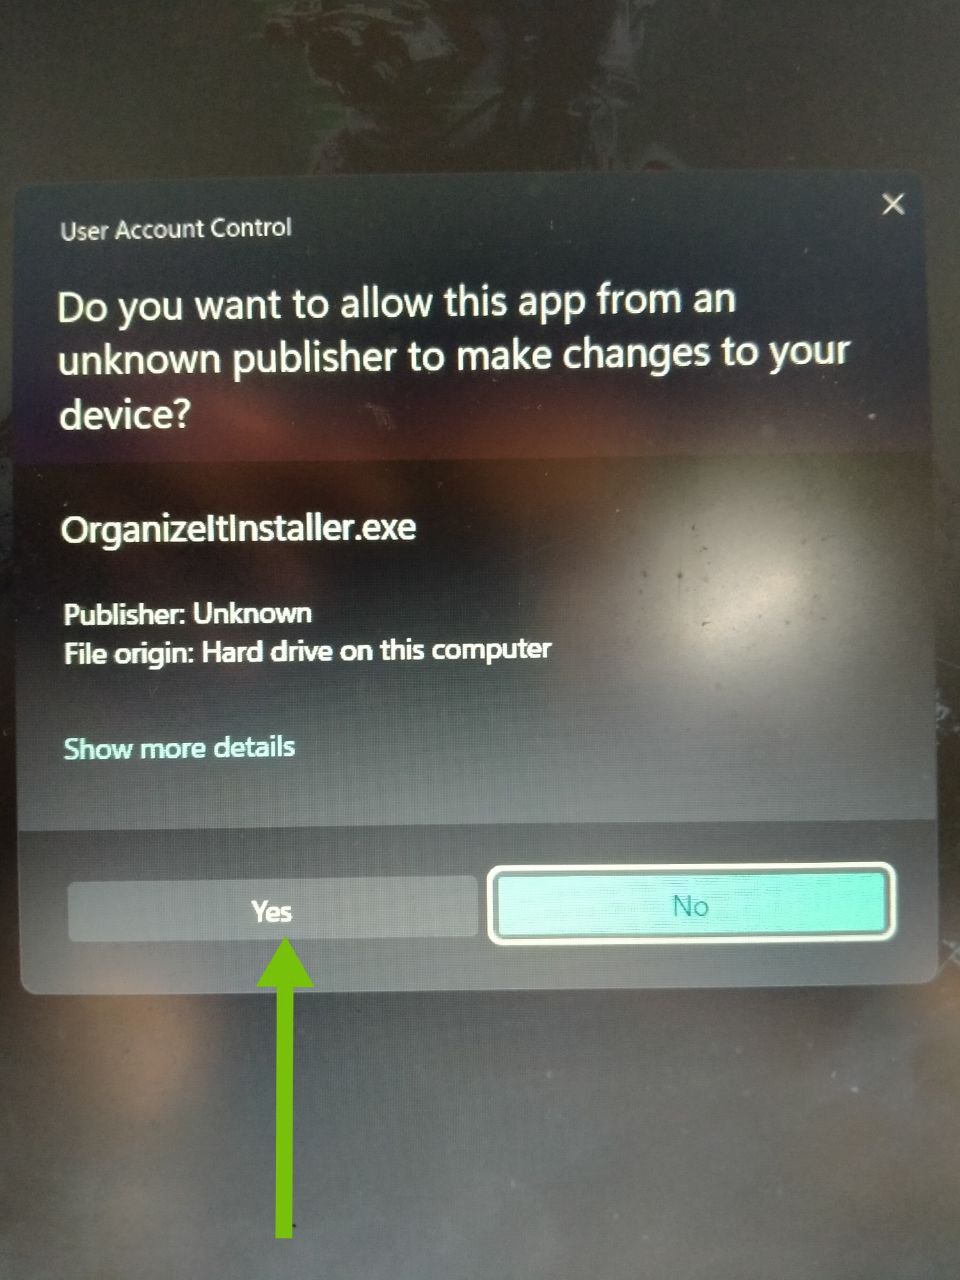 User Account Control
Do you want to allow this app from an
unknown publisher to make changes to your
device?
OrganizeItInstaller.exe
Publisher: Unknown
File origin: Hard drive on this computer
Show more details
Yes
No